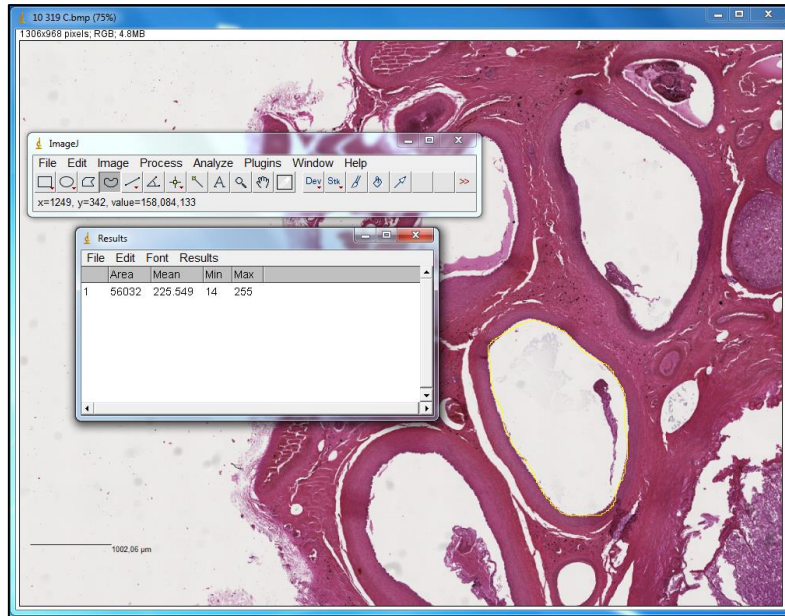 10 319 C.bmp (75%)
1306x968 pixels; RGB; 4.8MB
ImageJ
File Edit Image Process Analyze Plugins Window Help
A Dev Stk >>
x=1249, y=342, value=158,084,133
Results
File Edit Font Results
Area Mean Min Max
1 56032 225.549 14 255
1002,06 µm